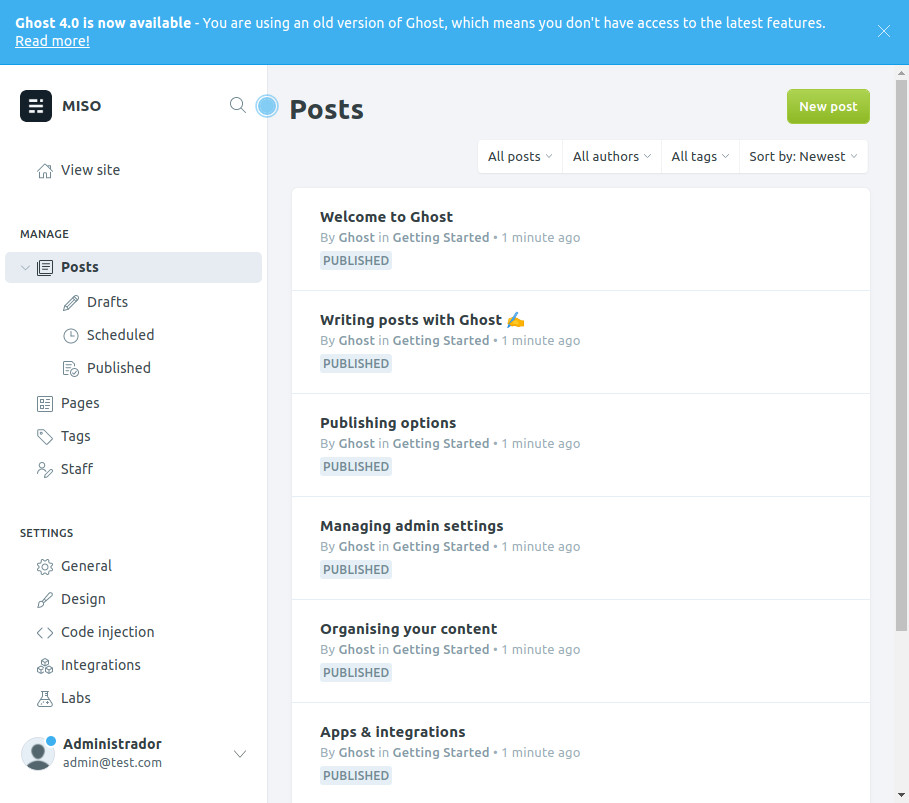 Ghost 4.0 is now available - You are using an old version of Ghost, which means you don't have access to the latest features.
Read more!
MISO
View site
MANAGE
Posts
Drafts
Scheduled
Published
Pages
Tags
Staff
SETTINGS
General
Design
Code injection
Integrations
Labs
Administrador
admin@test.com
Posts
New post
All posts
All authors
All tags
Sort by: Newest
Welcome to Ghost
By Ghost in Getting Started • 1 minute ago
PUBLISHED
Writing posts with Ghost ✍️
By Ghost in Getting Started • 1 minute ago
PUBLISHED
Publishing options
By Ghost in Getting Started • 1 minute ago
PUBLISHED
Managing admin settings
By Ghost in Getting Started • 1 minute ago
PUBLISHED
Organising your content
By Ghost in Getting Started • 1 minute ago
PUBLISHED
Apps & integrations
By Ghost in Getting Started • 1 minute ago
PUBLISHED